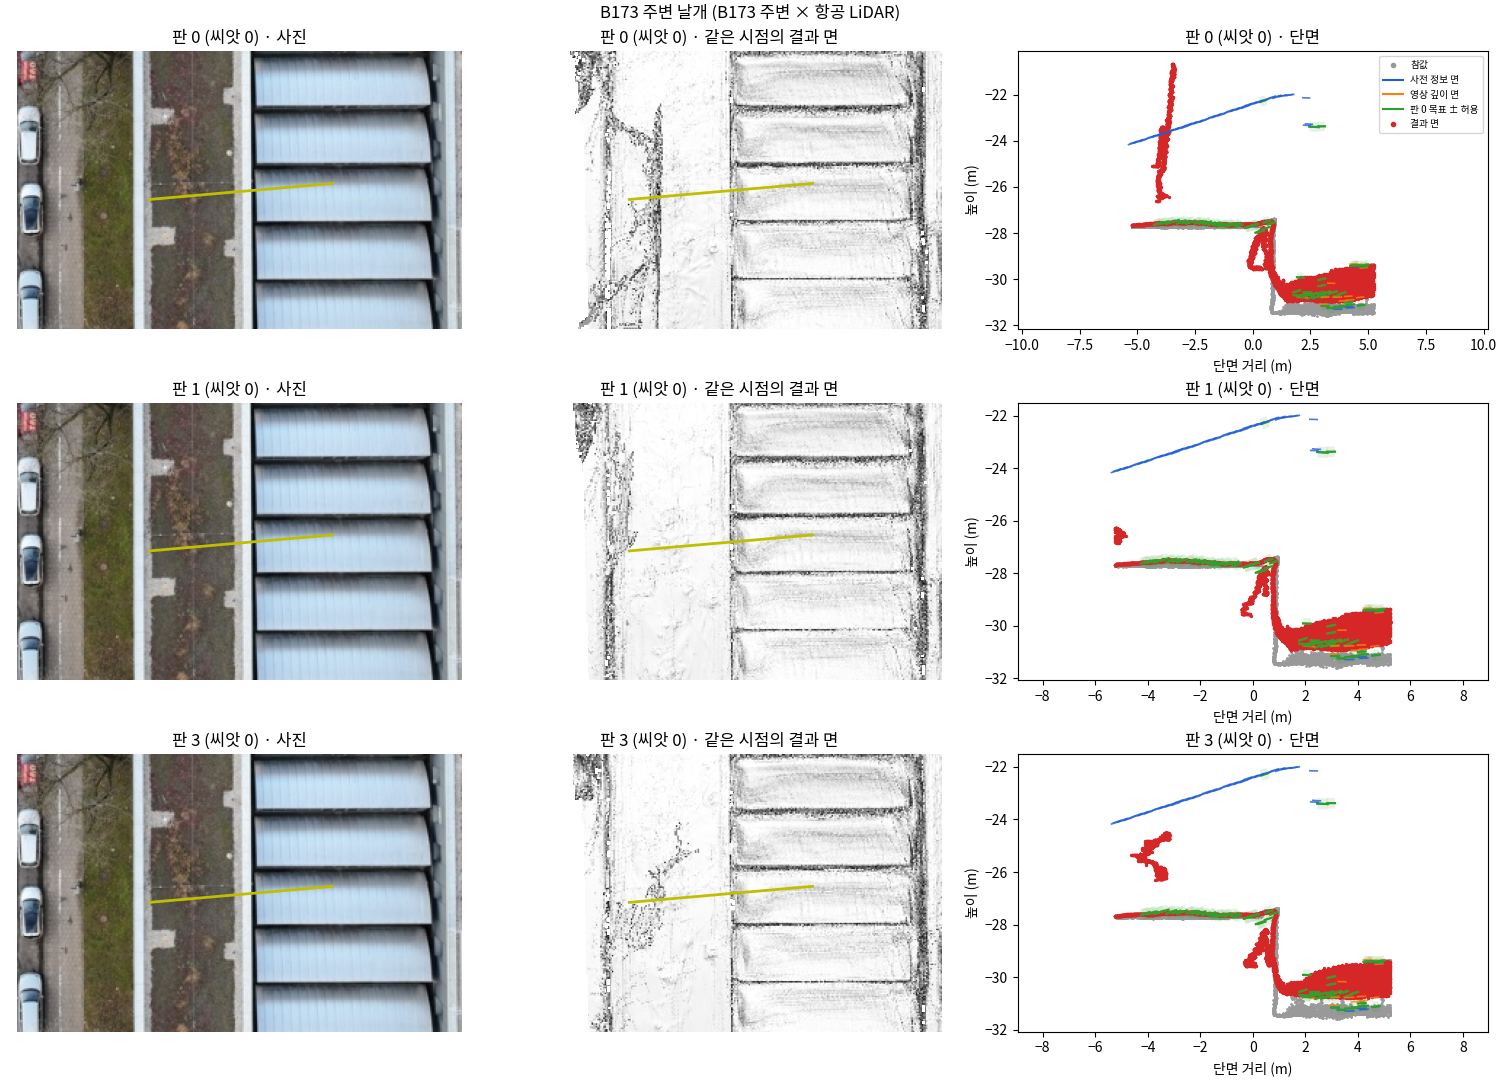 B173 주변 날개 (B173 주변 × 항공 LiDAR)
판 0 (씨앗 0) · 사진
판 0 (씨앗 0) · 같은 시점의 결과 면
판 0 (씨앗 0) · 단면
참값
사전 정보 면
영상 깊이 면
판 0 목표 ± 허용
결과 면
높이 (m)
−22
−24
−26
−28
−30
−32
−10.0 −7.5 −5.0 −2.5 0.0 2.5 5.0 7.5 10.0
단면 거리 (m)
판 1 (씨앗 0) · 사진
판 1 (씨앗 0) · 같은 시점의 결과 면
판 1 (씨앗 0) · 단면
높이 (m)
−22
−24
−26
−28
−30
−32
−8 −6 −4 −2 0 2 4 6 8
단면 거리 (m)
판 3 (씨앗 0) · 사진
판 3 (씨앗 0) · 같은 시점의 결과 면
판 3 (씨앗 0) · 단면
높이 (m)
−22
−24
−26
−28
−30
−32
−8 −6 −4 −2 0 2 4 6 8
단면 거리 (m)